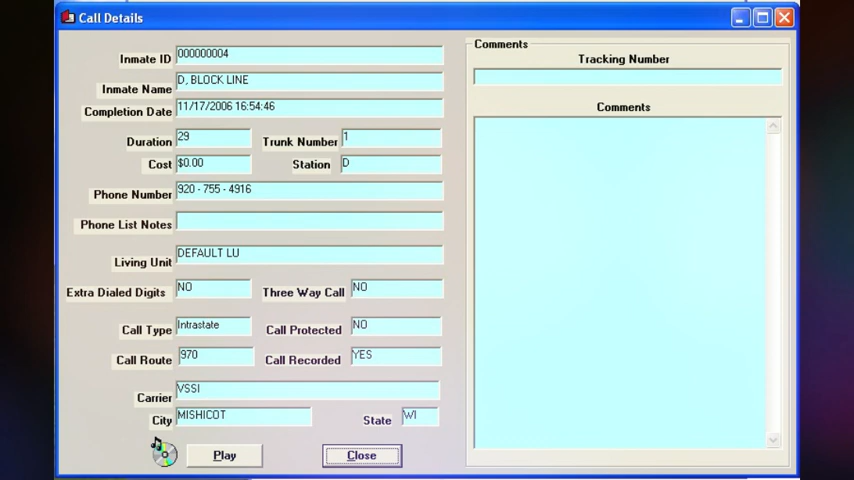 Call Details
Inmate ID 000000004
Inmate Name D, BLOCK LINE
Completion Date 11/17/2006 16:54:46
Duration 29 Trunk Number 1
Cost $0.00 Station D
Phone Number 920 - 755 - 4916
Phone List Notes
Living Unit DEFAULT LU
Extra Dialed Digits NO Three Way Call NO
Call Type Intrastate Call Protected NO
Call Route 970 Call Recorded YES
Carrier VSSI
City MISHICOT State WI
Play Close
Comments
Tracking Number
Comments